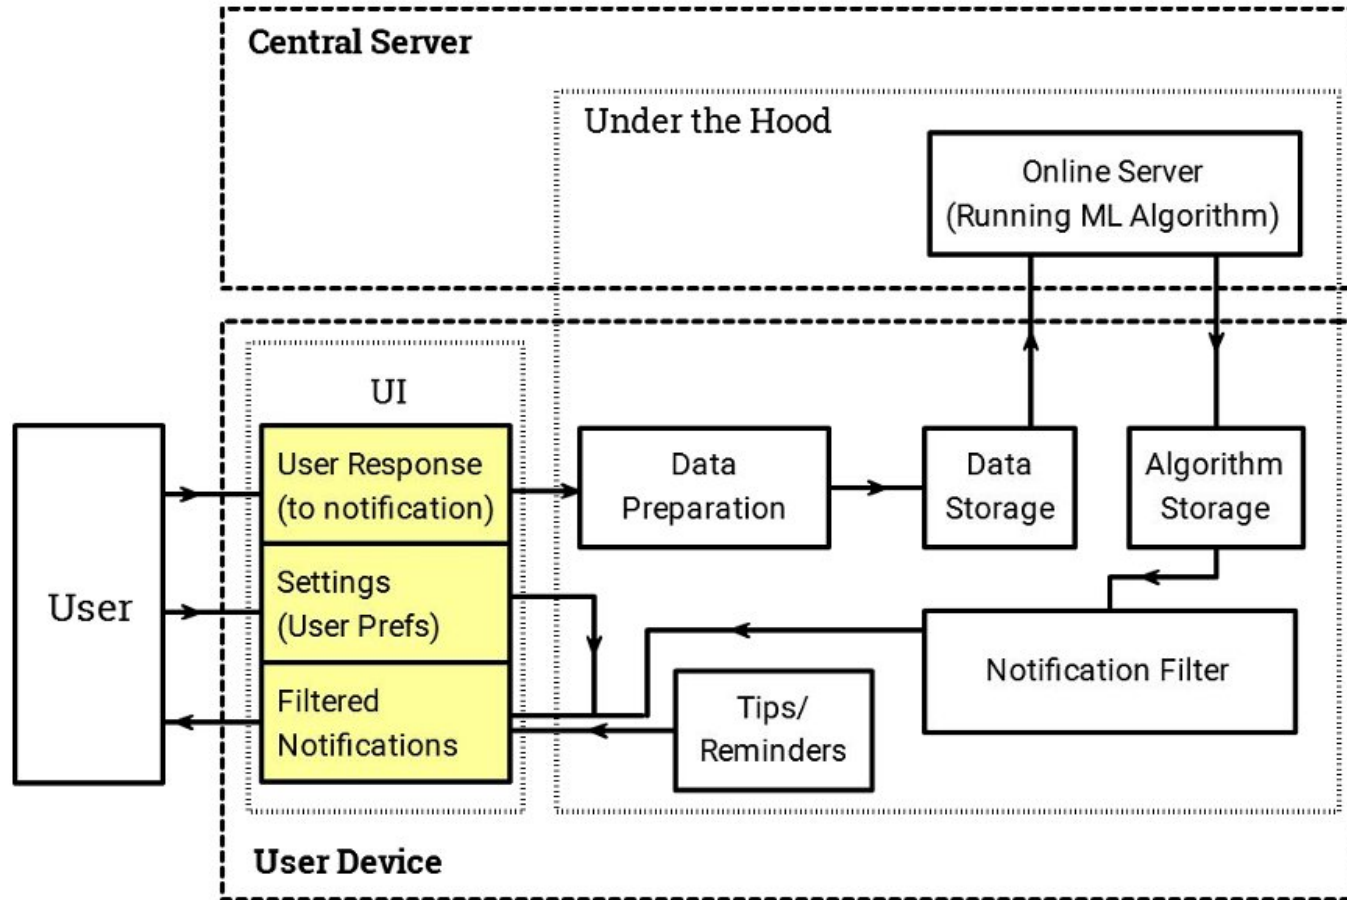 Central Server
Under the Hood
Online Server
(Running ML Algorithm)
UI
User
User Response
(to notification)
Settings
(User Prefs)
Filtered
Notifications
Data
Preparation
Data
Storage
Algorithm
Storage
Notification Filter
Tips/
Reminders
User Device